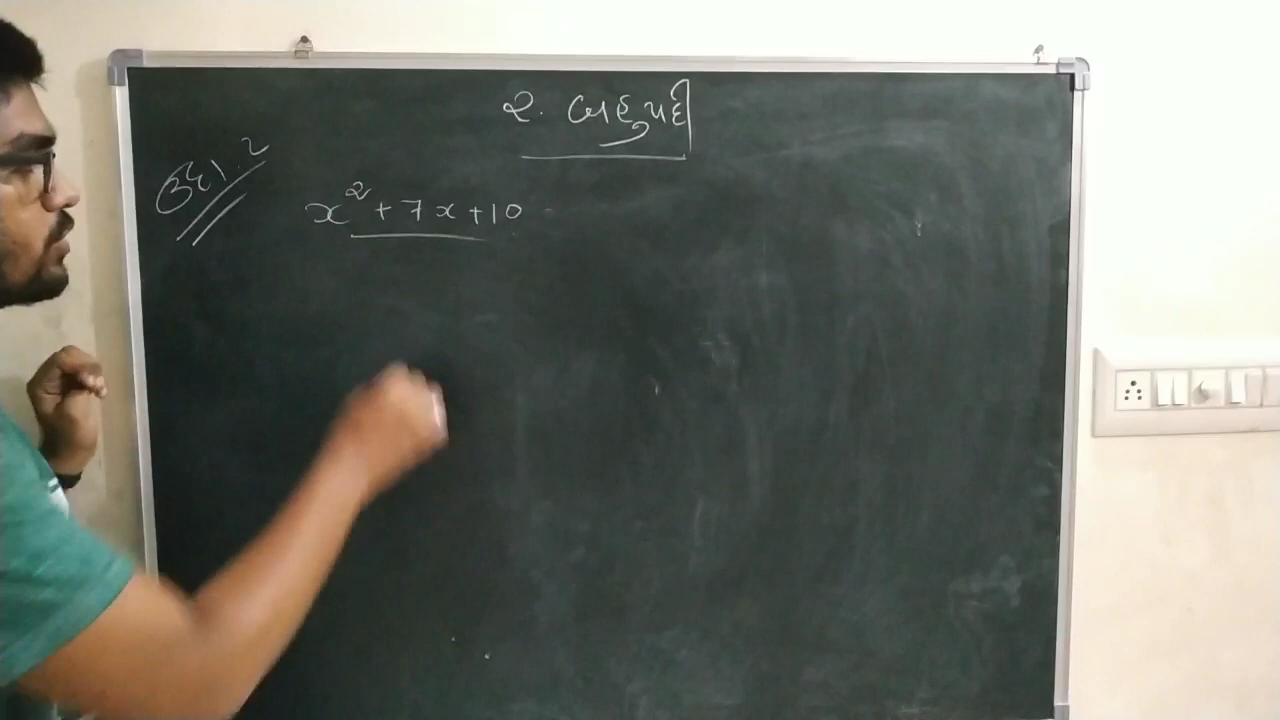 ૨. બહુપદી
ઉદા. ૨
x² + 7x + 10